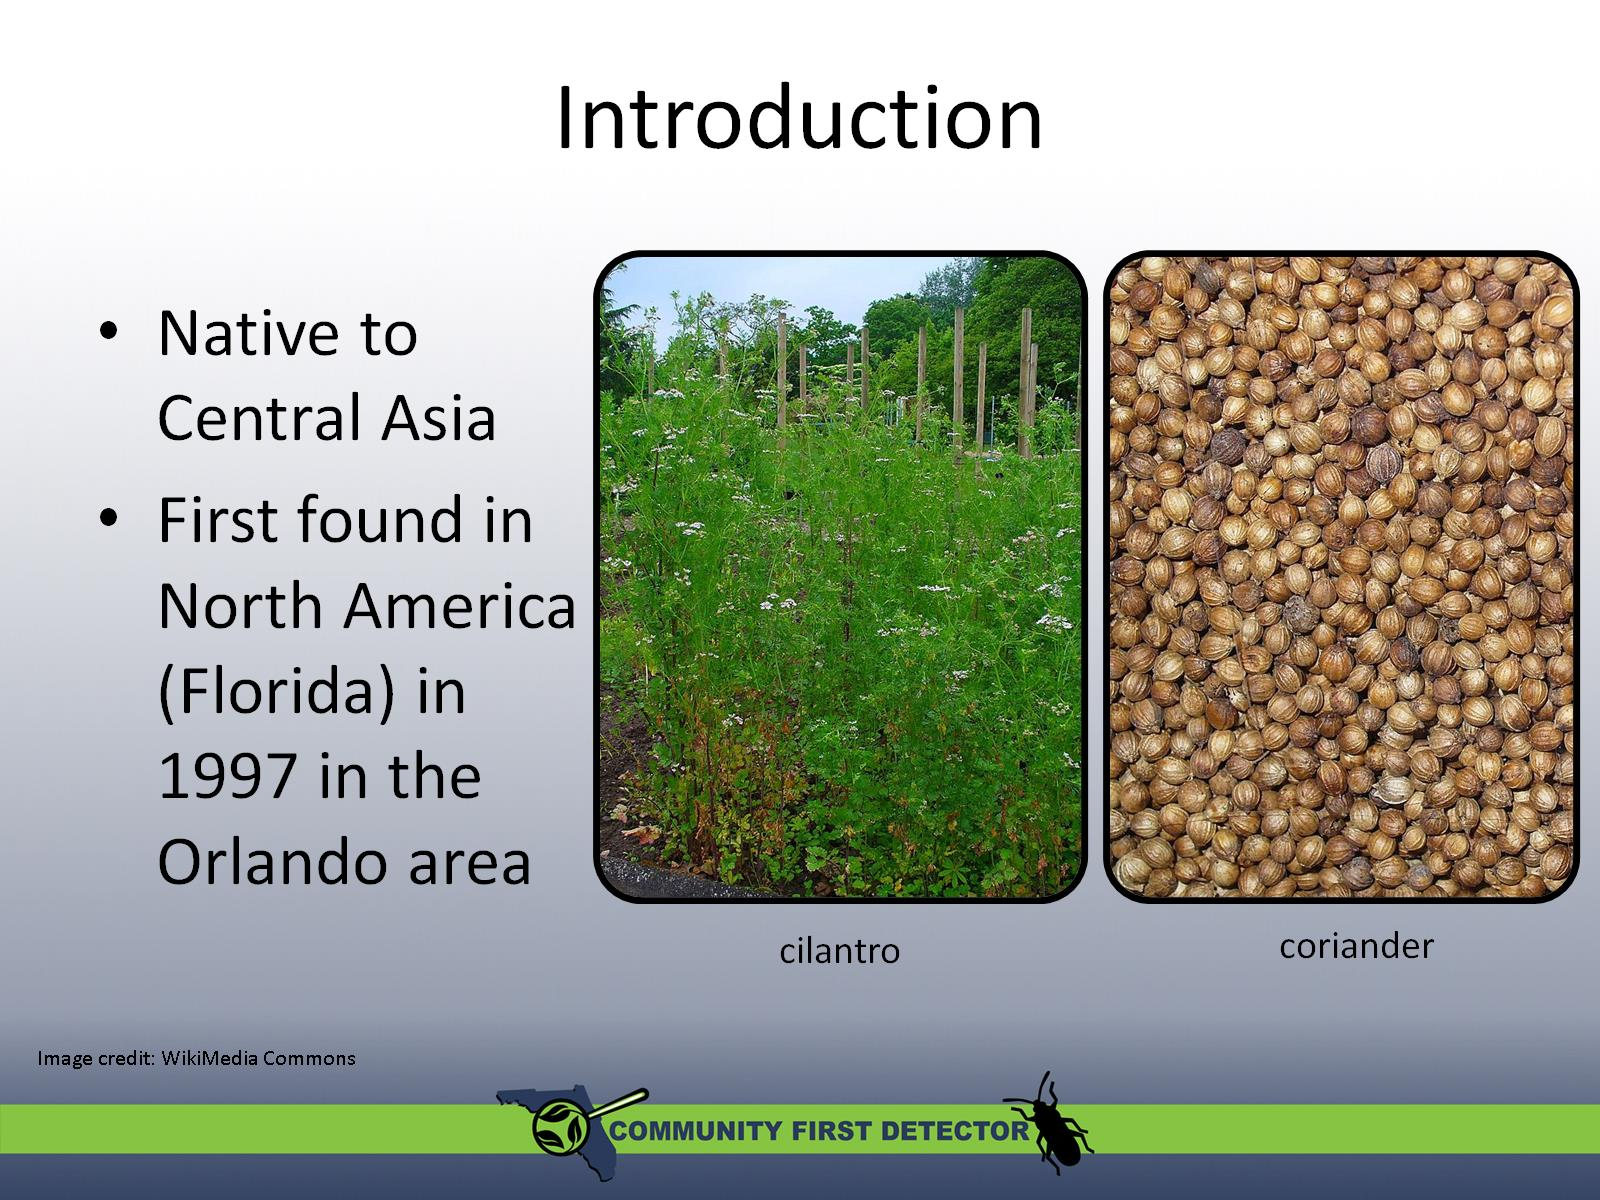 Introduction
• Native to
Central Asia
• First found in
North America
(Florida) in
1997 in the
Orlando area
cilantro
coriander
Image credit: WikiMedia Commons
COMMUNITY FIRST DETECTOR